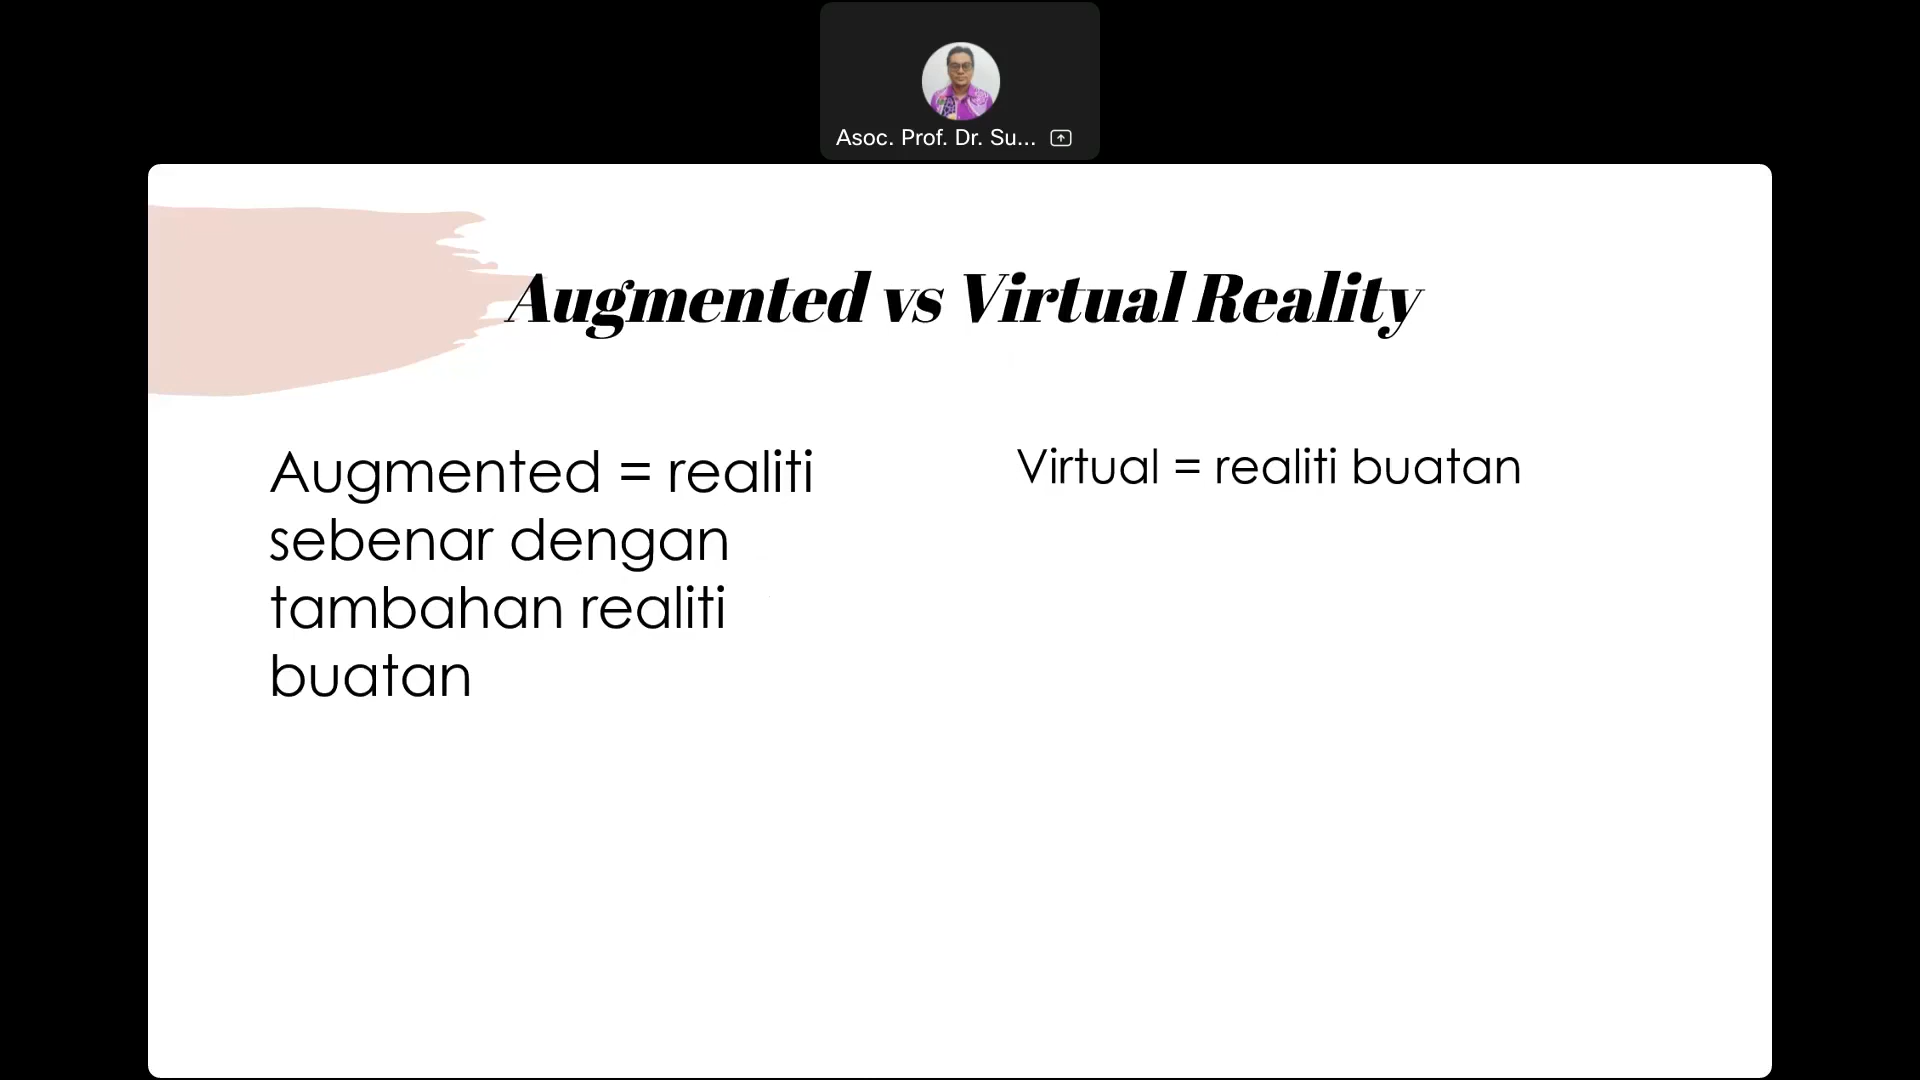 Asoc. Prof. Dr. Su...
Augmented vs Virtual Reality
Augmented = realiti
sebenar dengan
tambahan realiti
buatan
Virtual = realiti buatan